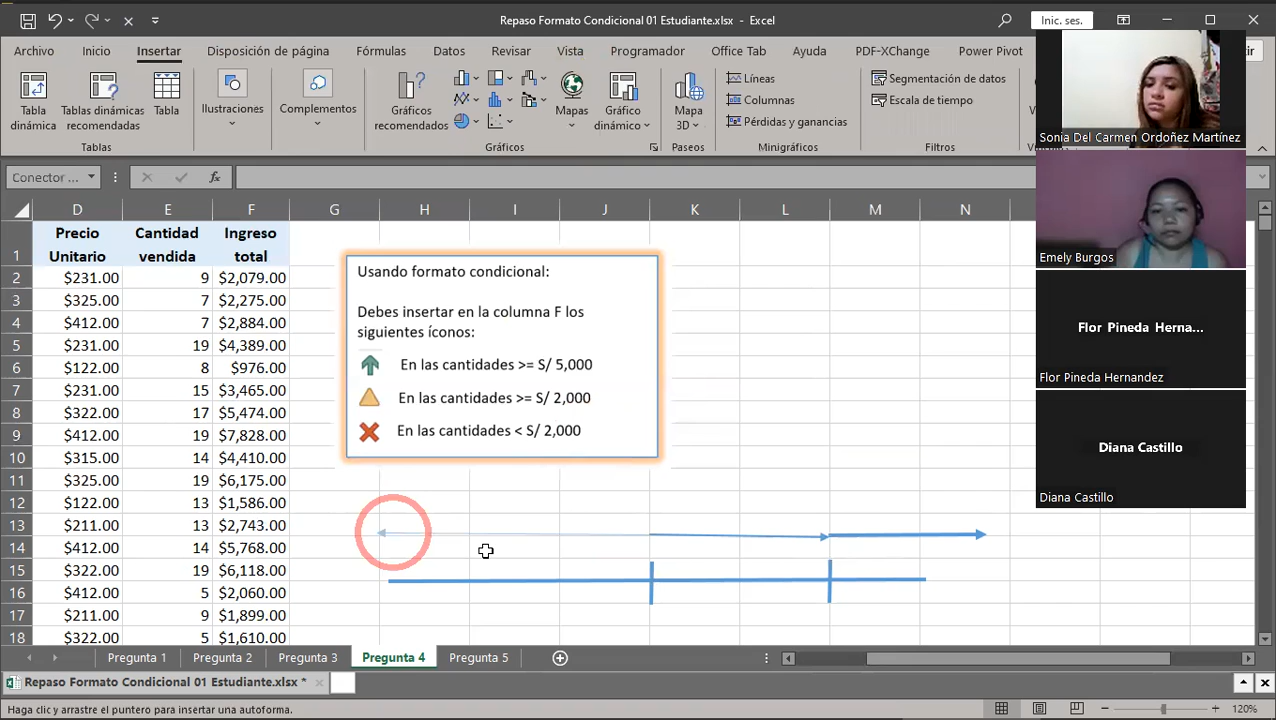 Repaso Formato Condicional 01 Estudiante.xlsx - Excel
Inic. ses.
Archivo Inicio Insertar Disposición de página Fórmulas Datos Revisar Vista Programador Office Tab Ayuda PDF-XChange Power Pivot
Tabla dinámica
Tablas dinámicas recomendadas
Tabla
Ilustraciones
Complementos
Gráficos recomendados
Mapas
Gráfico dinámico
Mapa 3D
Líneas
Columnas
Pérdidas y ganancias
Segmentación de datos
Escala de tiempo
Tablas Gráficos Paseos Minigráficos Filtros
Conector ...
fx
D E F G H I J K L M N
1 Precio Unitario Cantidad vendida Ingreso total
2 $231.00 9 $2,079.00
3 $325.00 7 $2,275.00
4 $412.00 7 $2,884.00
5 $231.00 19 $4,389.00
6 $122.00 8 $976.00
7 $231.00 15 $3,465.00
8 $322.00 17 $5,474.00
9 $412.00 19 $7,828.00
10 $315.00 14 $4,410.00
11 $325.00 19 $6,175.00
12 $122.00 13 $1,586.00
13 $211.00 13 $2,743.00
14 $412.00 14 $5,768.00
15 $322.00 19 $6,118.00
16 $412.00 5 $2,060.00
17 $211.00 9 $1,899.00
18 $322.00 5 $1,610.00
Usando formato condicional:
Debes insertar en la columna F los
siguientes íconos:
En las cantidades >= S/ 5,000
En las cantidades >= S/ 2,000
En las cantidades < S/ 2,000
Sonia Del Carmen Ordoñez Martínez
Emely Burgos
Flor Pineda Herna...
Flor Pineda Hernandez
Diana Castillo
Diana Castillo
Pregunta 1 Pregunta 2 Pregunta 3 Pregunta 4 Pregunta 5
Repaso Formato Condicional 01 Estudiante.xlsx *
Haga clic y arrastre el puntero para insertar una autoforma.
120%